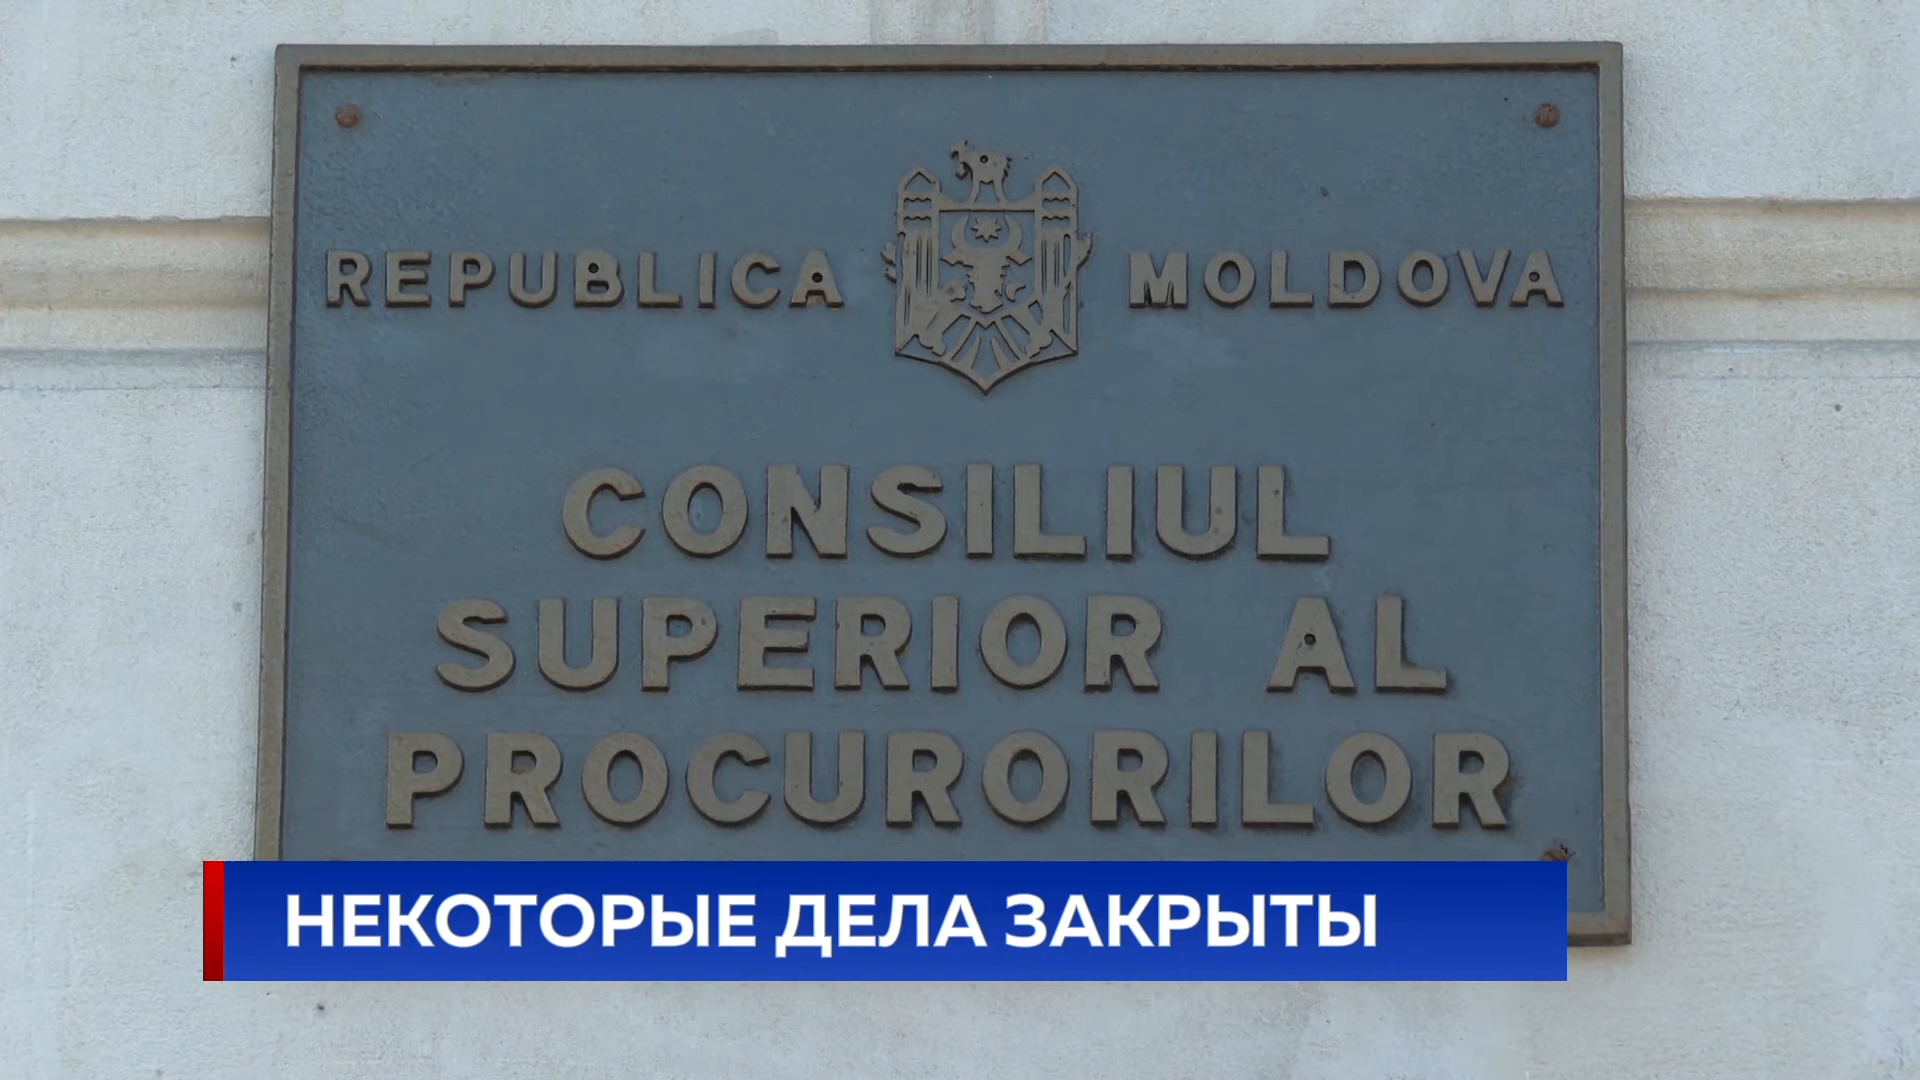 REPUBLICA MOLDOVA
CONSILIUL
SUPERIOR AL
PROCURORILOR
НЕКОТОРЫЕ ДЕЛА ЗАКРЫТЫ